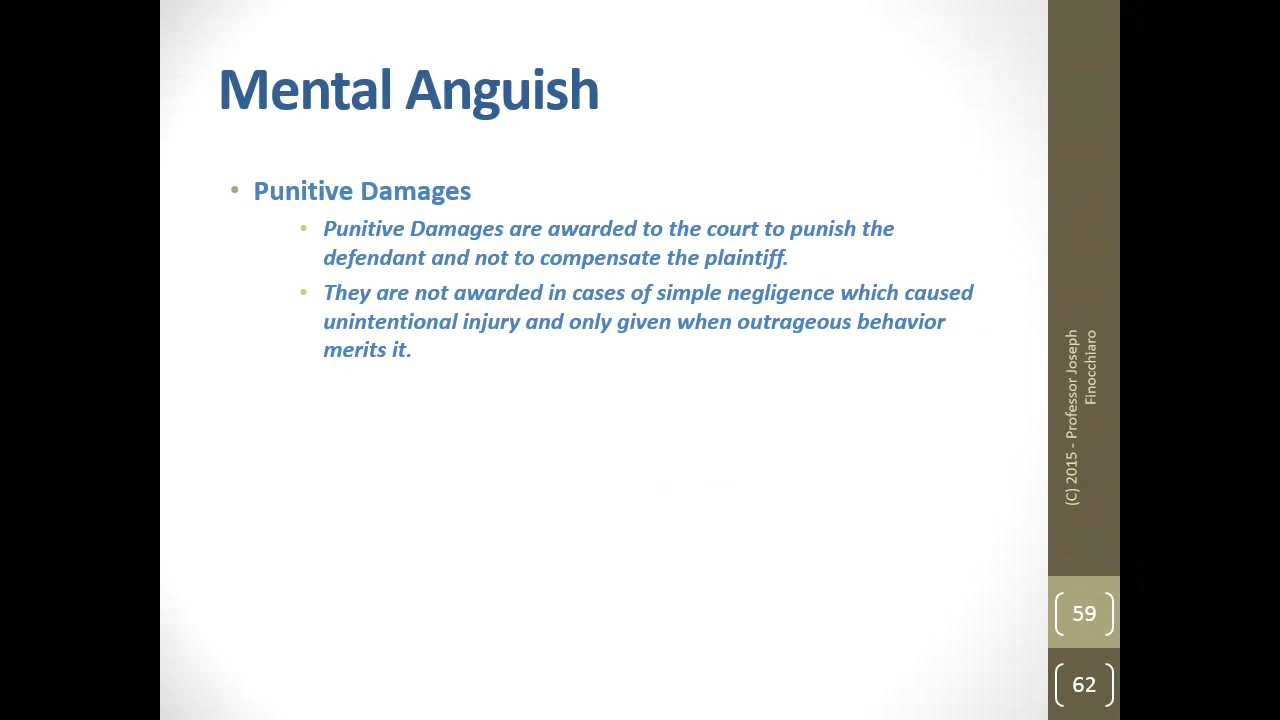 Mental Anguish
• Punitive Damages
• Punitive Damages are awarded to the court to punish the
defendant and not to compensate the plaintiff.
• They are not awarded in cases of simple negligence which caused
unintentional injury and only given when outrageous behavior
merits it.
(C) 2015 - Professor Joseph
Finocchiaro
59
62